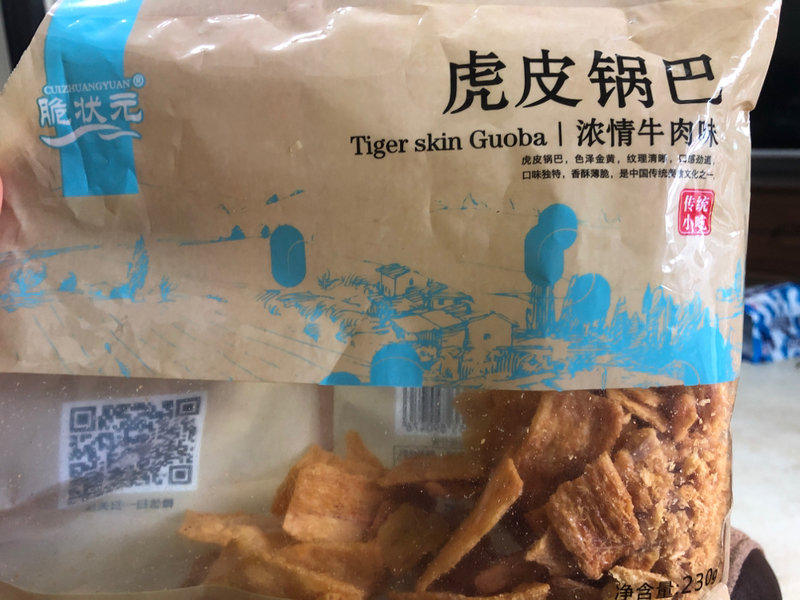 CUIZHUANGYUAN®
脆状元
虎皮锅巴
Tiger skin Guoba | 浓情牛肉味
虎皮锅巴，色泽金黄，纹理清晰，口感劲道，
口味独特，香酥薄脆，是中国传统美食文化之一
传统
小吃
净含量:230g